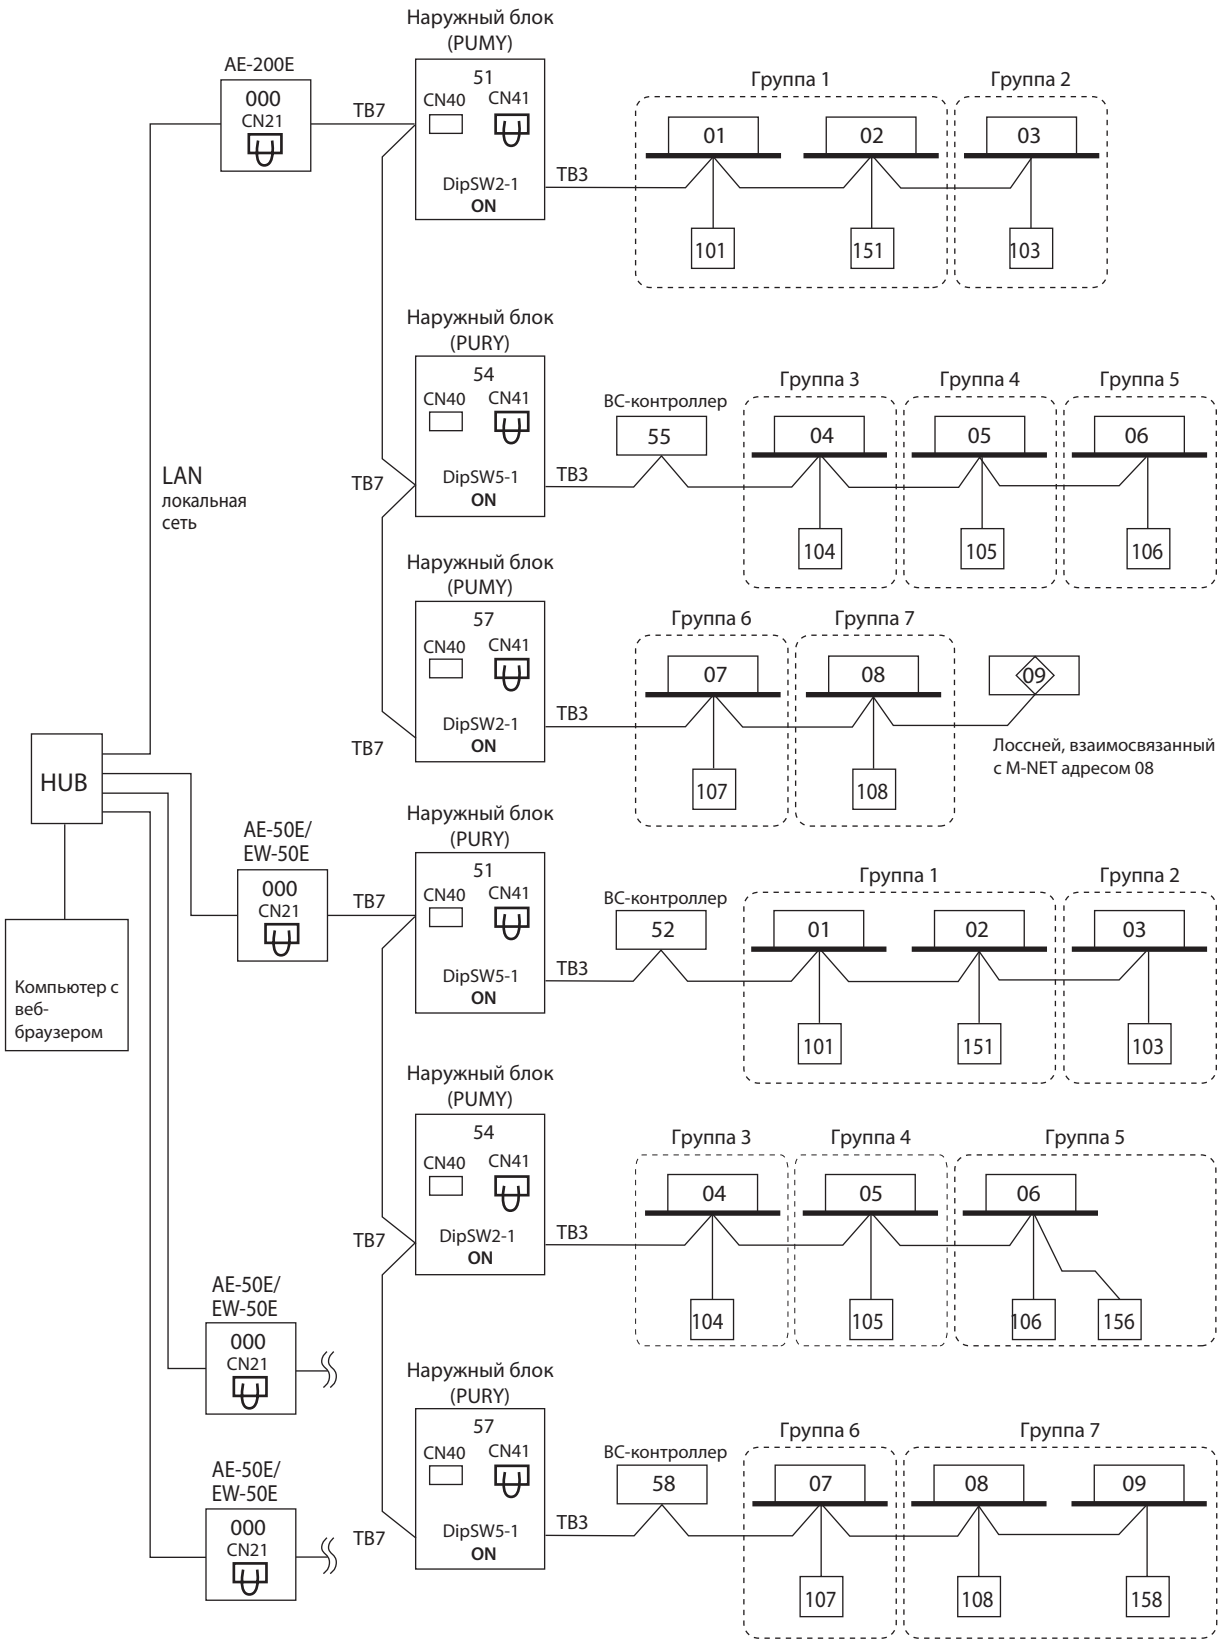 Наружный блок
(PUMY)
AE-200E
000
CN21
TB7
51
CN40
CN41
DipSW2-1
ON
TB3
Группа 1
Группа 2
01
02
03
101
151
103
Наружный блок
(PURY)
54
CN40
CN41
DipSW5-1
ON
TB7
TB3
BC-контроллер
55
Группа 3
Группа 4
Группа 5
04
05
06
104
105
106
LAN
локальная
сеть
Наружный блок
(PUMY)
57
CN40
CN41
DipSW2-1
ON
TB7
TB3
Группа 6
Группа 7
07
08
09
107
108
Лоссней, взаимосвязанный
с M-NET адресом 08
HUB
Компьютер с
веб-
браузером
AE-50E/
EW-50E
000
CN21
TB7
Наружный блок
(PURY)
51
CN40
CN41
DipSW5-1
ON
TB3
BC-контроллер
52
Группа 1
Группа 2
01
02
03
101
151
103
Наружный блок
(PUMY)
54
CN40
CN41
DipSW2-1
ON
TB7
TB3
Группа 3
Группа 4
Группа 5
04
05
06
104
105
106
156
AE-50E/
EW-50E
000
CN21
Наружный блок
(PURY)
57
CN40
CN41
DipSW5-1
ON
TB7
TB3
BC-контроллер
58
Группа 6
Группа 7
07
08
09
107
108
158
AE-50E/
EW-50E
000
CN21